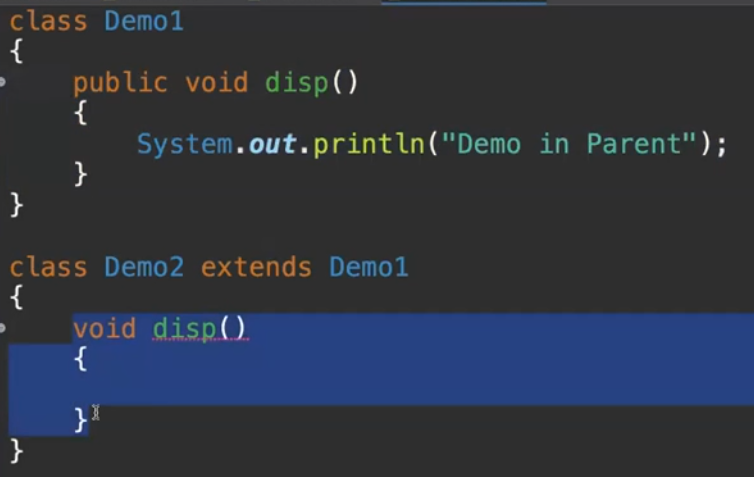 class Demo1
{
    public void disp()
    {
        System.out.println("Demo in Parent");
    }
}

class Demo2 extends Demo1
{
    void disp()
    {

    }
}